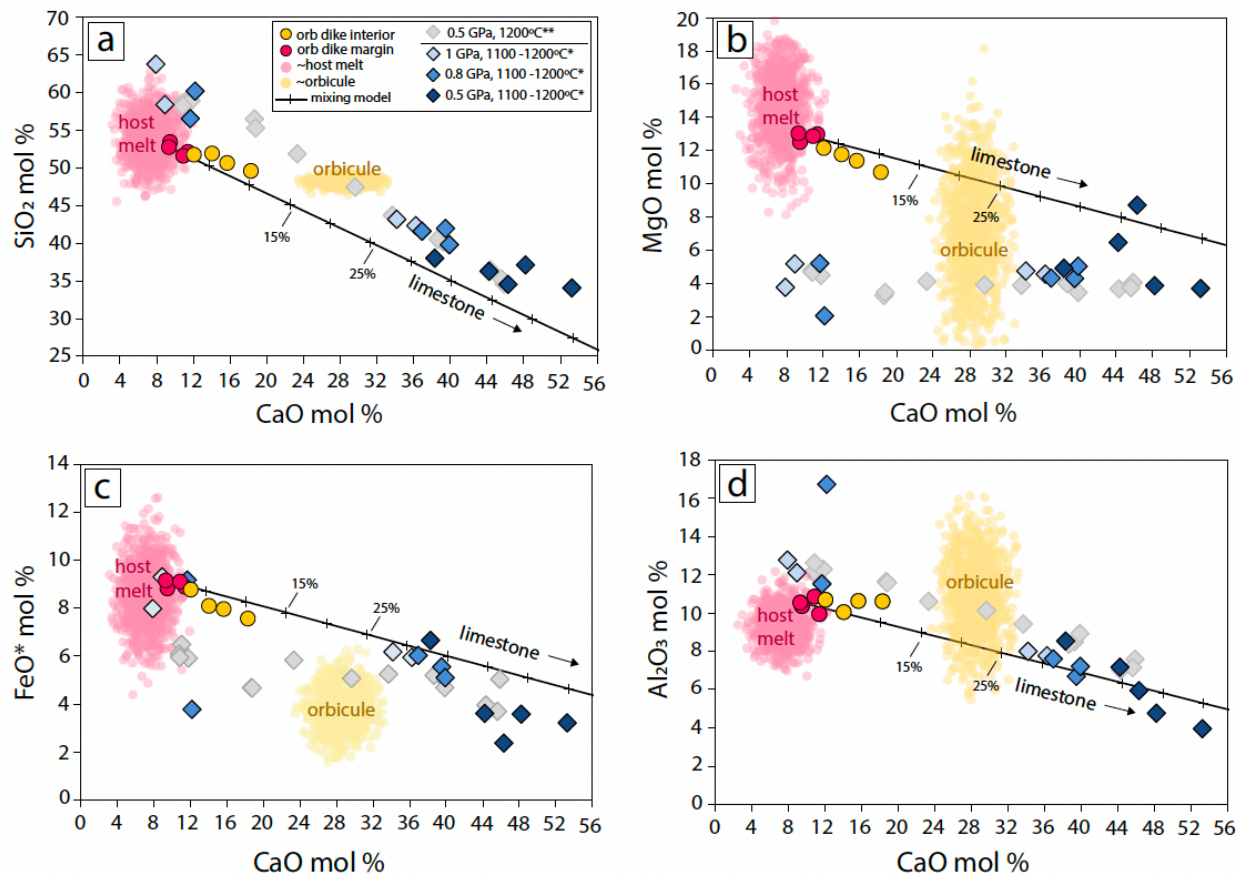 a
70
65
60
55
50
45
40
35
30
25
SiO₂ mol %
0 4 8 12 16 20 24 28 32 36 40 44 48 52 56
CaO mol %
orb dike interior
orb dike margin
~host melt
~orbicule
mixing model
0.5 GPa, 1200ºC**
1 GPa, 1100 -1200ºC*
0.8 GPa, 1100 -1200ºC*
0.5 GPa, 1100 -1200ºC*
host
melt
orbicule
15%
25%
limestone
b
20
18
16
14
12
10
8
6
4
2
0
MgO mol %
0 4 8 12 16 20 24 28 32 36 40 44 48 52 56
CaO mol %
host
melt
limestone
15%
25%
orbicule
c
14
12
10
8
6
4
2
0
FeO* mol %
0 4 8 12 16 20 24 28 32 36 40 44 48 52 56
CaO mol %
host
melt
15%
25%
limestone
orbicule
d
18
16
14
12
10
8
6
4
2
0
Al₂O₃ mol %
0 4 8 12 16 20 24 28 32 36 40 44 48 52 56
CaO mol %
host
melt
orbicule
15%
25%
limestone